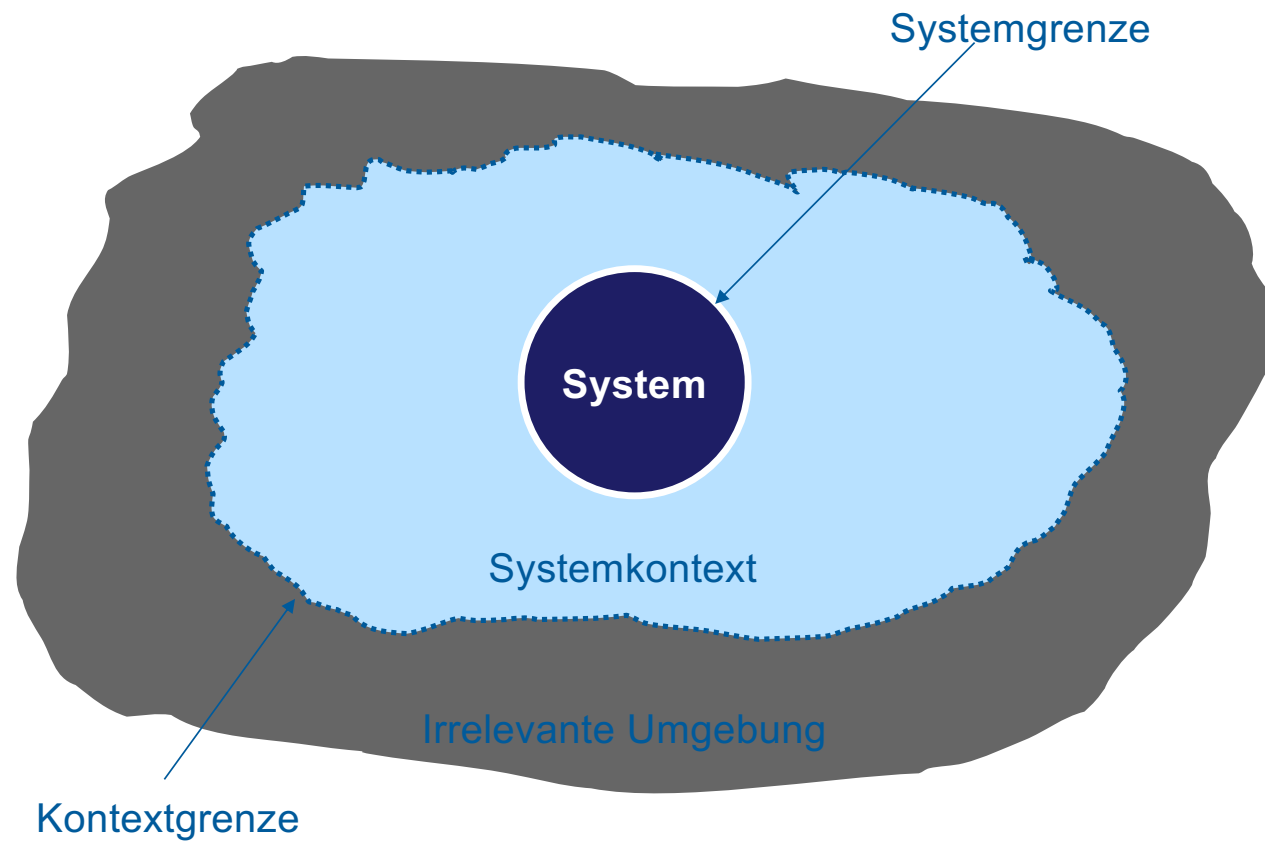 Systemgrenze
System
Systemkontext
Irrelevante Umgebung
Kontextgrenze